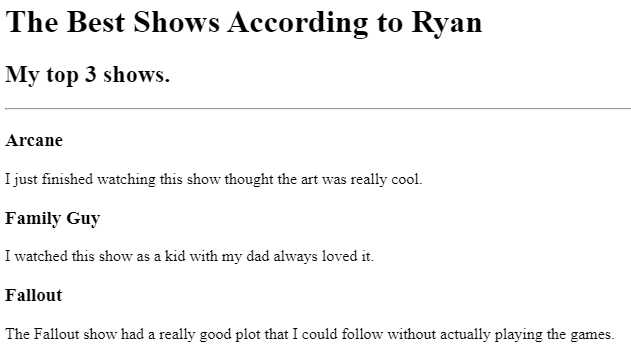 The Best Shows According to Ryan
My top 3 shows.
Arcane
I just finished watching this show thought the art was really cool.
Family Guy
I watched this show as a kid with my dad always loved it.
Fallout
The Fallout show had a really good plot that I could follow without actually playing the games.